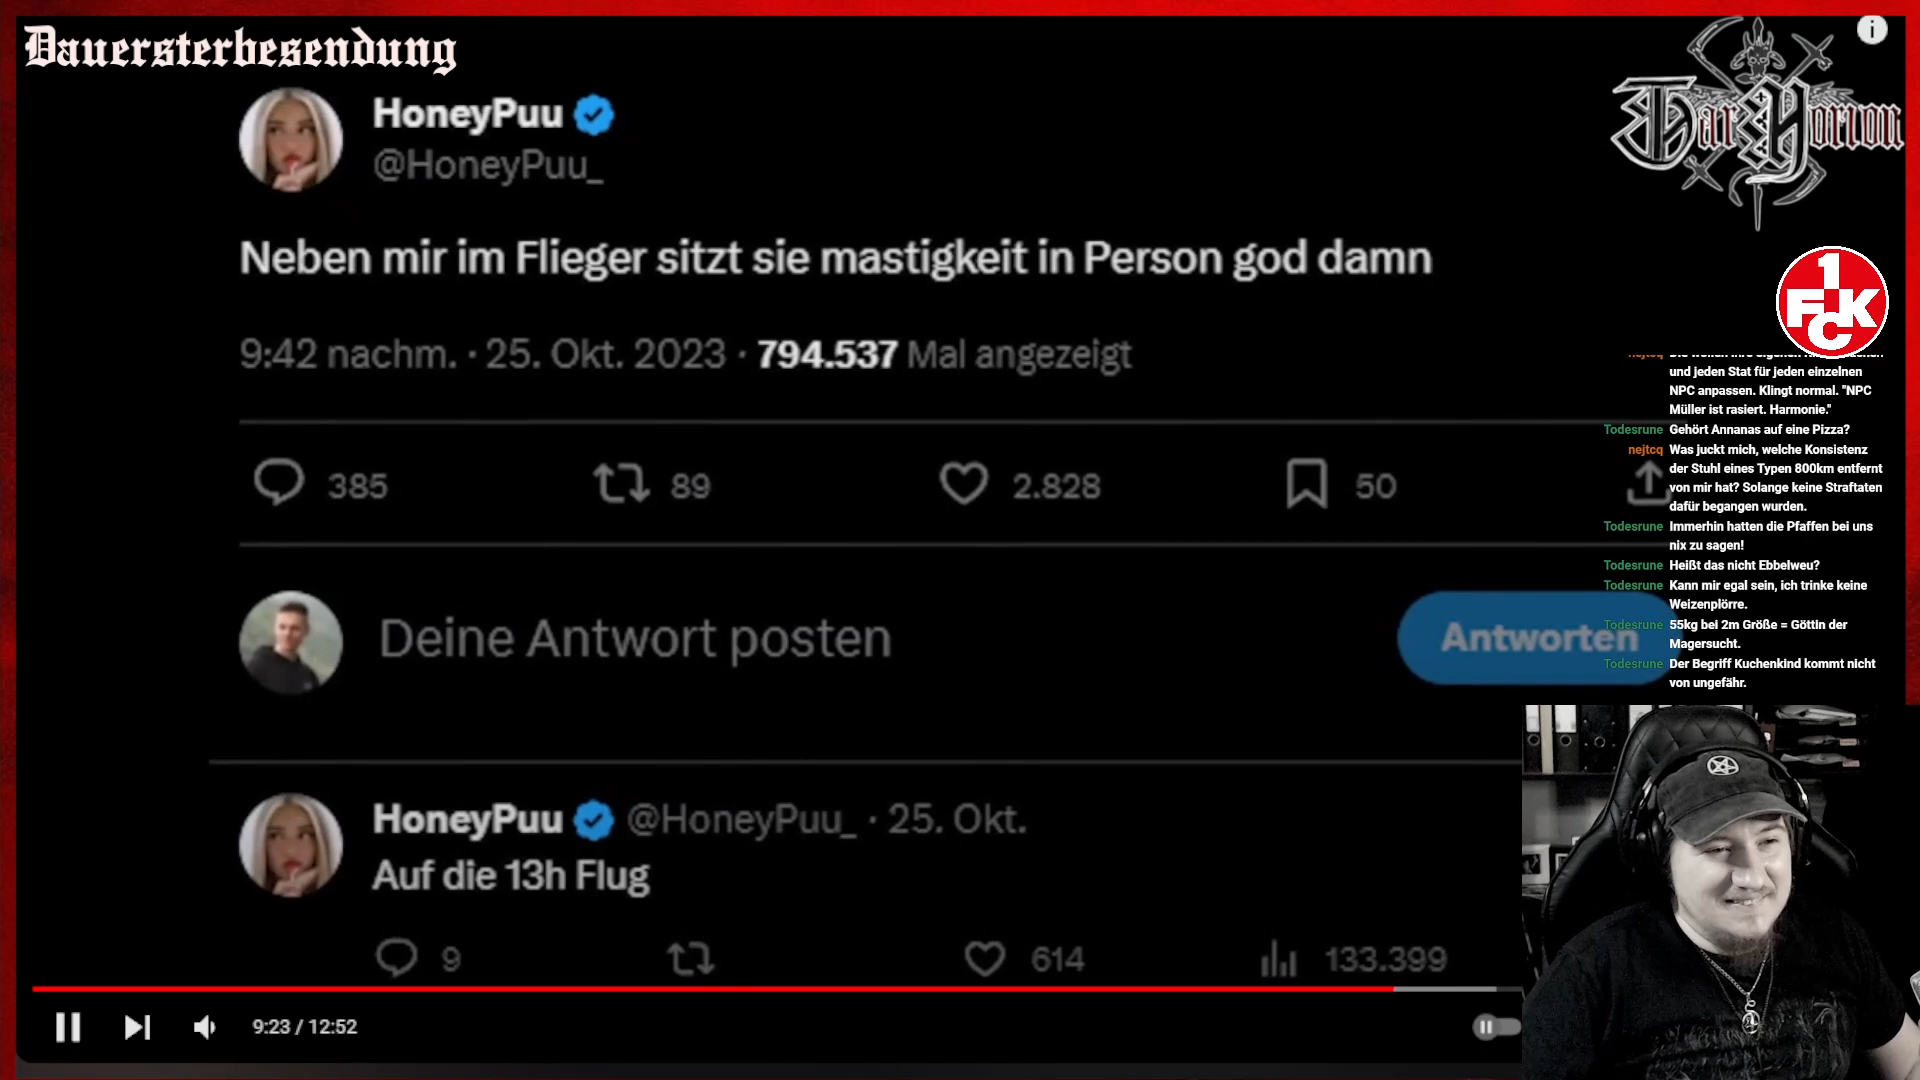 Dauersterbesendung
HoneyPuu
@HoneyPuu_
Neben mir im Flieger sitzt sie mastigkeit in Person god damn
9:42 nachm. · 25. Okt. 2023 · 794.537 Mal angezeigt
385 89 2.828 50
Deine Antwort posten
Antworten
HoneyPuu @HoneyPuu_ · 25. Okt.
Auf die 13h Flug
9 614 133.399
9:23 / 12:52
i
1
FCK
und jeden Stat für jeden einzelnen
NPC anpassen. Klingt normal. "NPC
Müller ist rasiert. Harmonie."
Todesrune Gehört Annanas auf eine Pizza?
nejtcq Was juckt mich, welche Konsistenz
der Stuhl eines Typen 800km entfernt
von mir hat? Solange keine Straftaten
dafür begangen wurden.
Todesrune Immerhin hatten die Pfaffen bei uns
nix zu sagen!
Todesrune Heißt das nicht Ebbelweu?
Todesrune Kann mir egal sein, ich trinke keine
Weizenplörre.
Todesrune 55kg bei 2m Größe = Göttin der
Magersucht.
Todesrune Der Begriff Kuchenkind kommt nicht
von ungefähr.